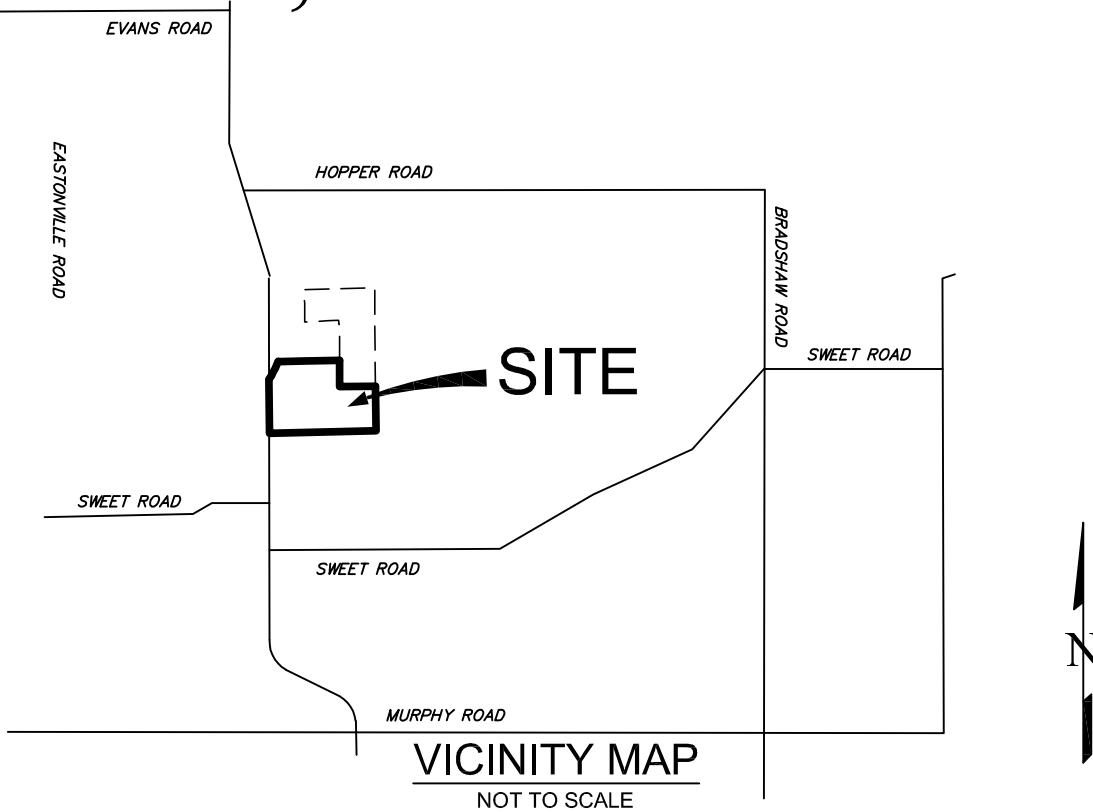 EVANS ROAD
EASTONVILLE ROAD
HOPPER ROAD
BRADSHAW ROAD
SWEET ROAD
SITE
SWEET ROAD
SWEET ROAD
N
MURPHY ROAD
VICINITY MAP
NOT TO SCALE